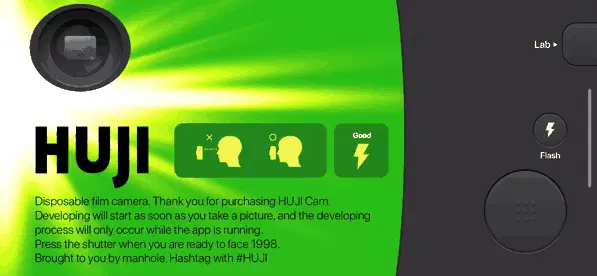 Lab ▸
HUJI
Good
Flash
Disposable film camera. Thank you for purchasing HUJI Cam.
Developing will start as soon as you take a picture, and the developing
process will only occur while the app is running.
Press the shutter when you are ready to face 1998.
Brought to you by manhole. Hashtag with #HUJI